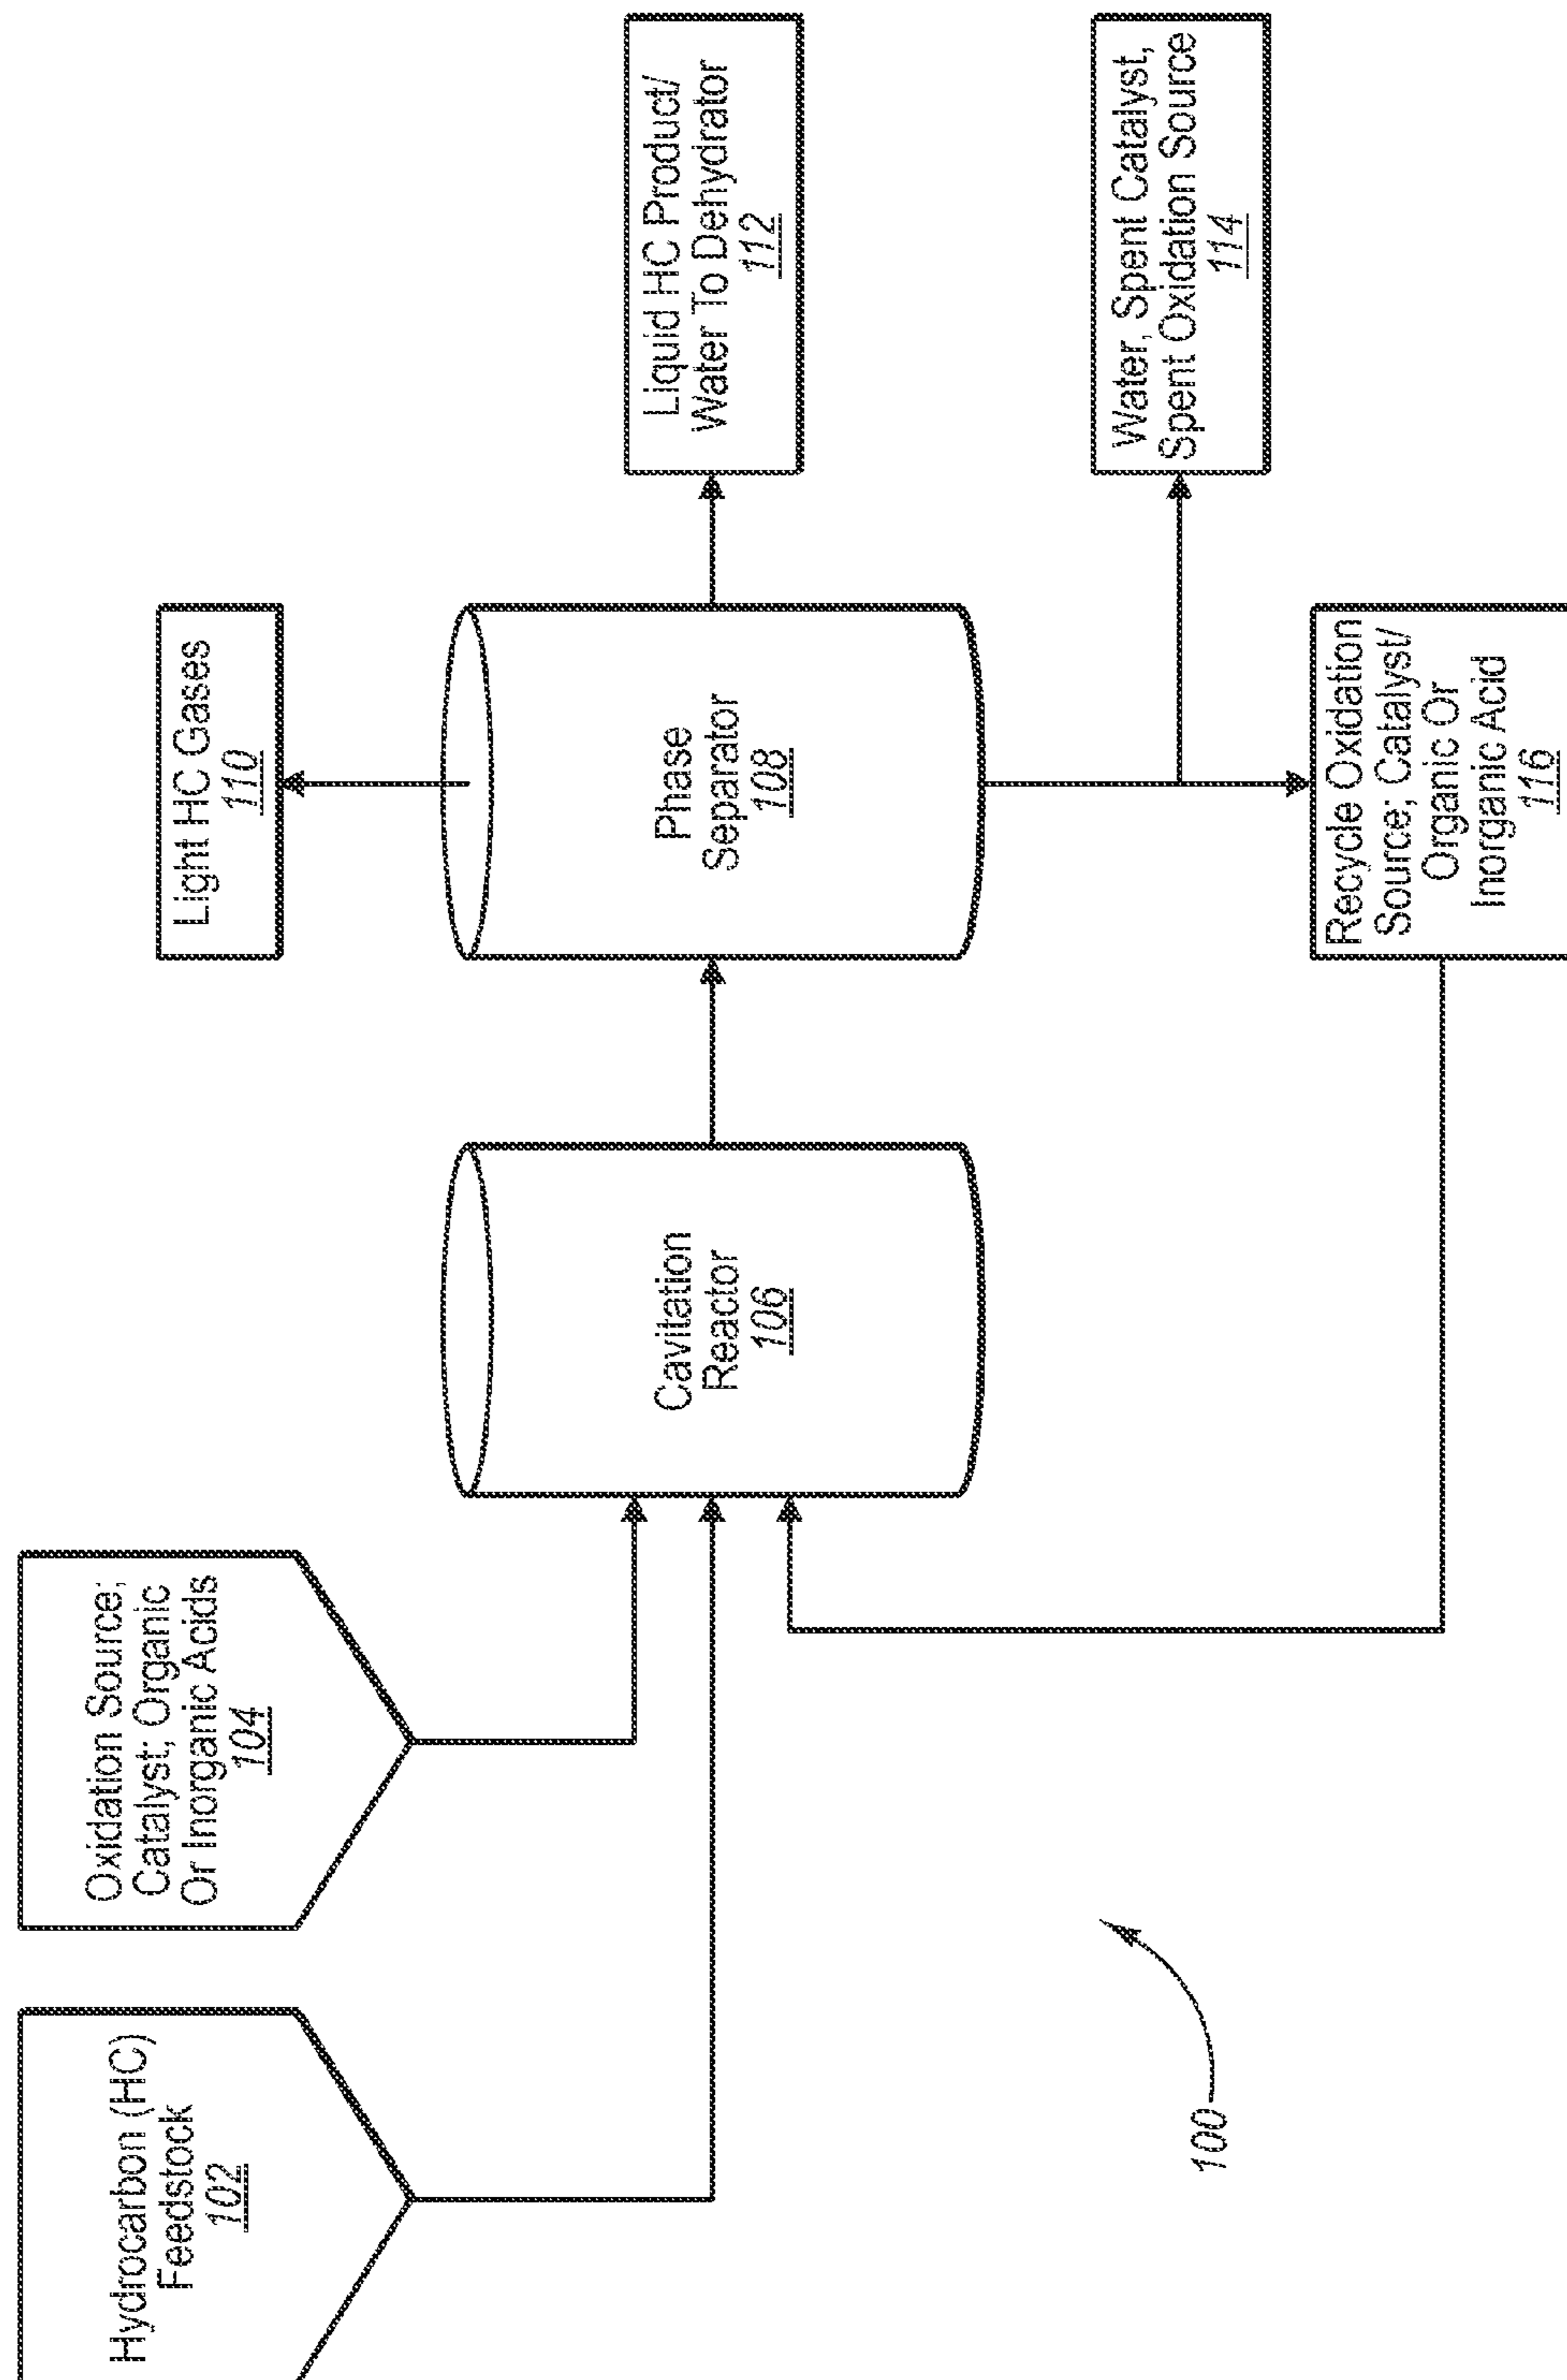 Hydrocarbon (HC)
Feedstock
102
Oxidation Source;
Catalyst; Organic
Or Inorganic Acids
104
Cavitation
Reactor
106
Phase
Separator
108
Light HC Gases
110
Liquid HC Product/
Water To Dehydrator
112
Water, Spent Catalyst,
Spent Oxidation Source
114
Recycle Oxidation
Source; Catalyst/
Organic Or
Inorganic Acid
116
100